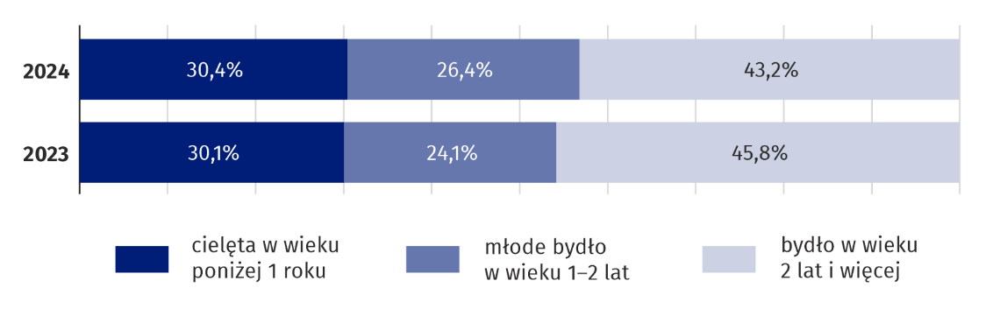 2024
30,4%
26,4%
43,2%
2023
30,1%
24,1%
45,8%
cielęta w wieku
poniżej 1 roku
młode bydło
w wieku 1–2 lat
bydło w wieku
2 lat i więcej